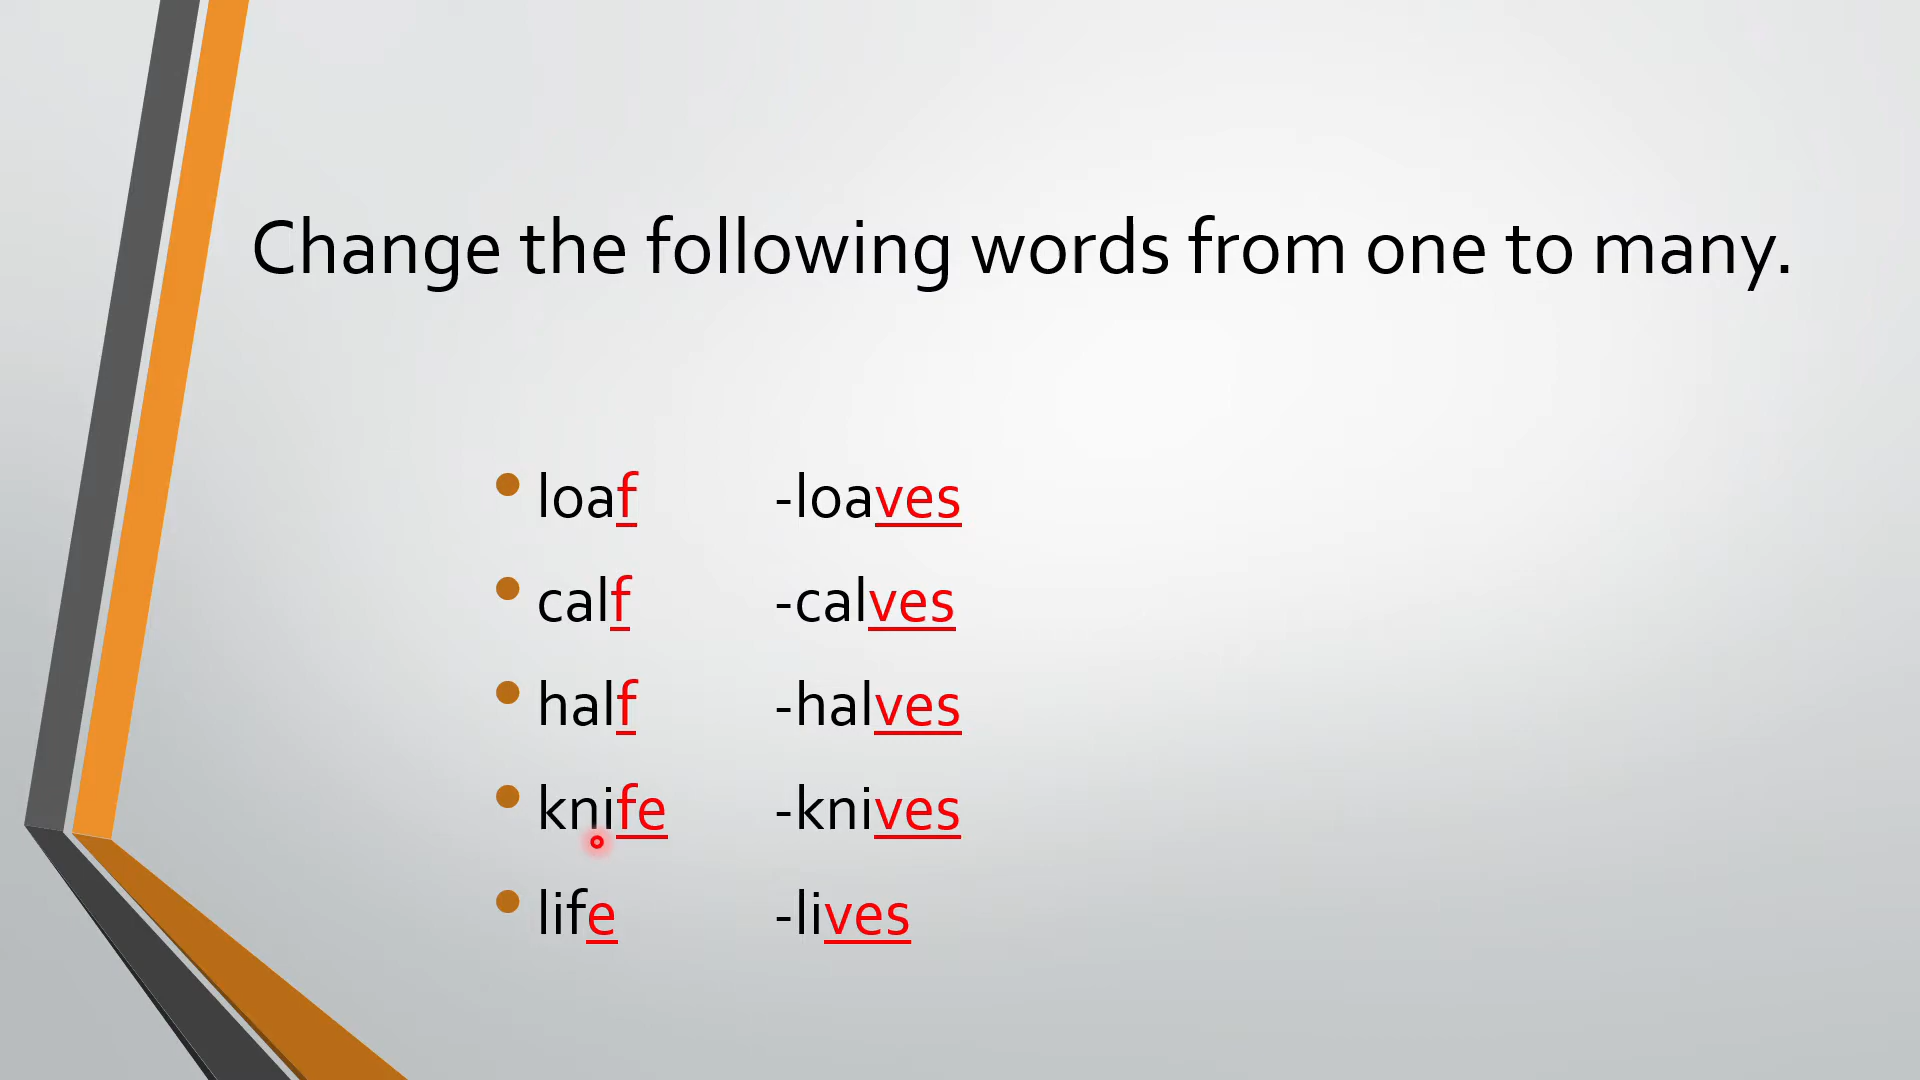 Change the following words from one to many.
• loaf -loaves
• calf -calves
• half -halves
• knife -knives
• life -lives